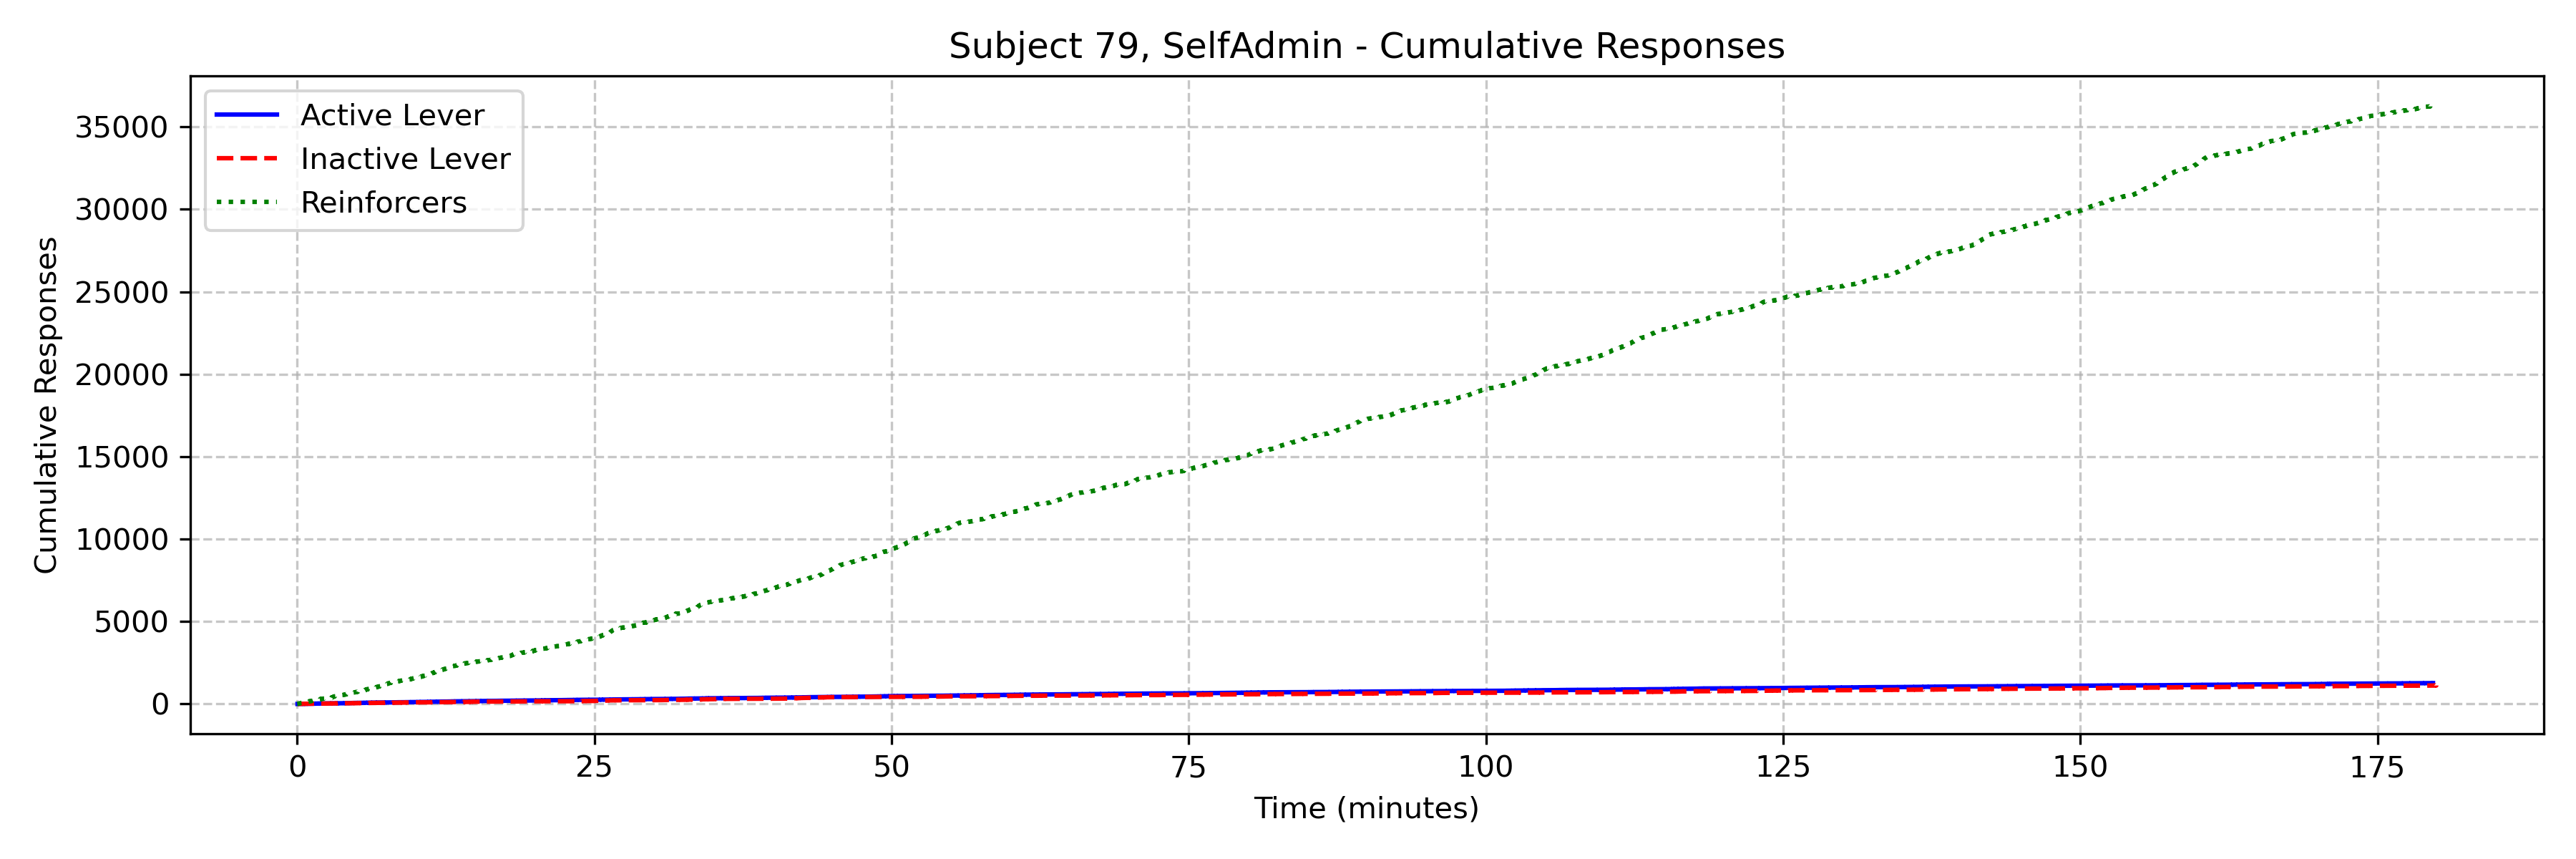 Subject 79, SelfAdmin - Cumulative Responses
Active Lever
Inactive Lever
Reinforcers
Cumulative Responses
35000
30000
25000
20000
15000
10000
5000
0
0 25 50 75 100 125 150 175
Time (minutes)